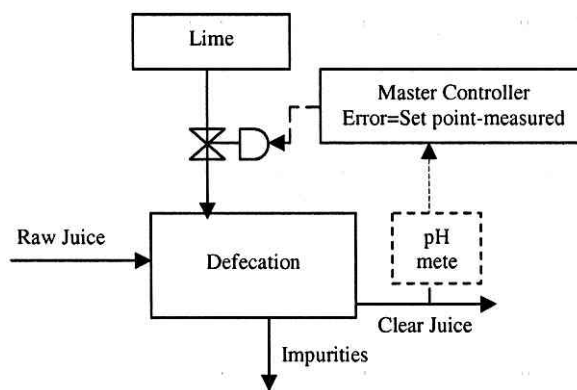 Lime
Master Controller
Error=Set point-measured
Raw Juice
Defecation
pH
mete
Clear Juice
Impurities